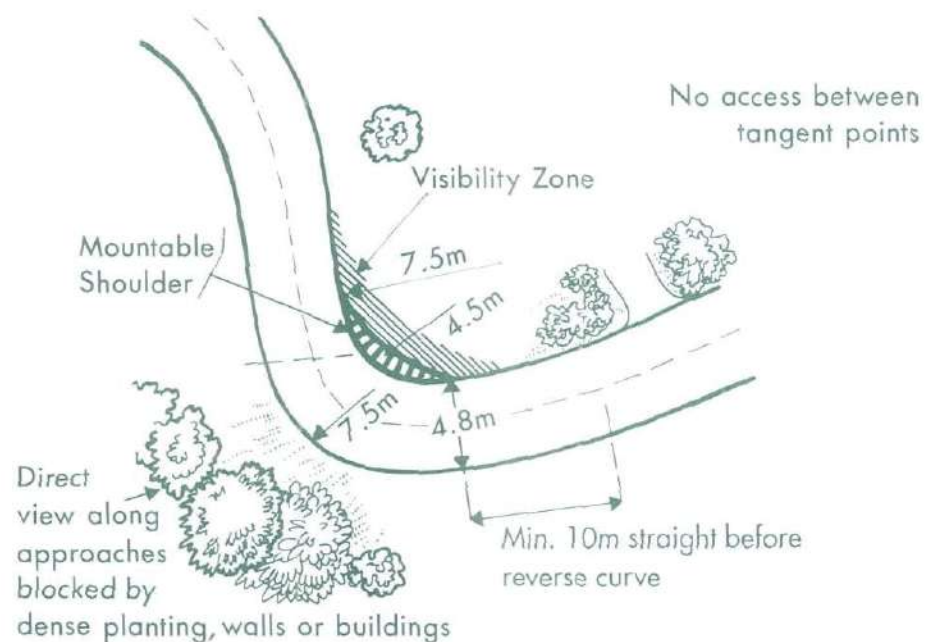 No access between
tangent points
Visibility Zone
Mountable
Shoulder
7.5m
4.5m
7.5m
4.8m
Direct
view along
approaches
blocked by
dense planting, walls or buildings
Min. 10m straight before
reverse curve